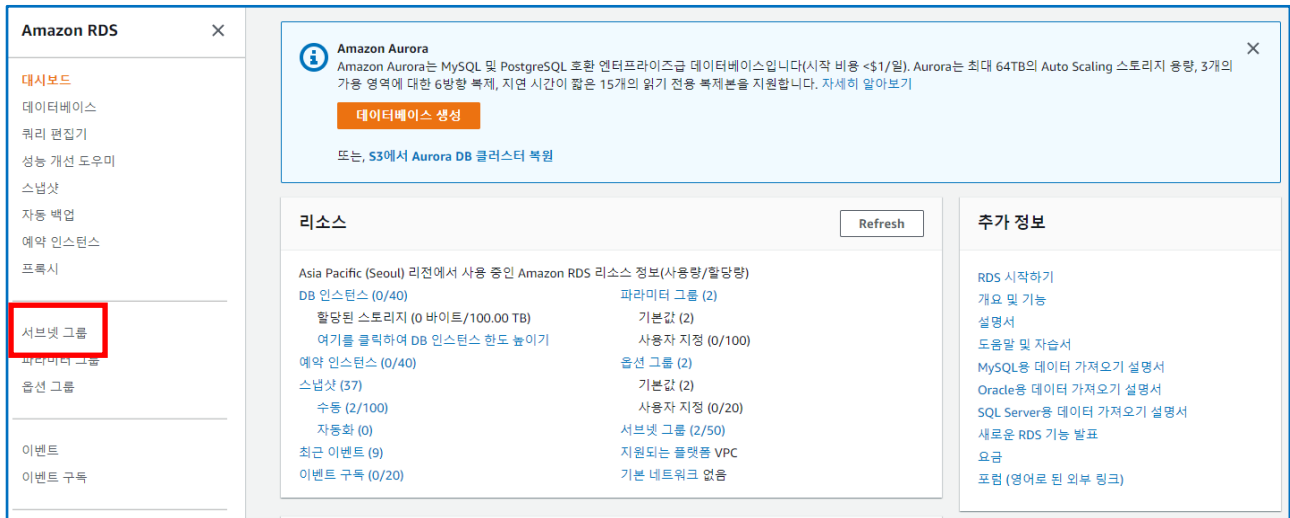 Amazon RDS
대시보드
데이터베이스
쿼리 편집기
성능 개선 도우미
스냅샷
자동 백업
예약 인스턴스
프록시
서브넷 그룹
파라미터 그룹
옵션 그룹
이벤트
이벤트 구독
Amazon Aurora
Amazon Aurora는 MySQL 및 PostgreSQL 호환 엔터프라이즈급 데이터베이스입니다(시작 비용 <$1/일). Aurora는 최대 64TB의 Auto Scaling 스토리지 용량, 3개의
가용 영역에 대한 6방향 복제, 지연 시간이 짧은 15개의 읽기 전용 복제본을 지원합니다. 자세히 알아보기
데이터베이스 생성
또는, S3에서 Aurora DB 클러스터 복원
리소스
Refresh
Asia Pacific (Seoul) 리전에서 사용 중인 Amazon RDS 리소스 정보(사용량/할당량)
DB 인스턴스 (0/40)
할당된 스토리지 (0 바이트/100.00 TB)
여기를 클릭하여 DB 인스턴스 한도 높이기
예약 인스턴스 (0/40)
스냅샷 (37)
수동 (2/100)
자동화 (0)
최근 이벤트 (9)
이벤트 구독 (0/20)
파라미터 그룹 (2)
기본값 (2)
사용자 지정 (0/100)
옵션 그룹 (2)
기본값 (2)
사용자 지정 (0/20)
서브넷 그룹 (2/50)
지원되는 플랫폼 VPC
기본 네트워크 없음
추가 정보
RDS 시작하기
개요 및 기능
설명서
도움말 및 자습서
MySQL용 데이터 가져오기 설명서
Oracle용 데이터 가져오기 설명서
SQL Server용 데이터 가져오기 설명서
새로운 RDS 기능 발표
요금
포럼 (영어로 된 외부 링크)